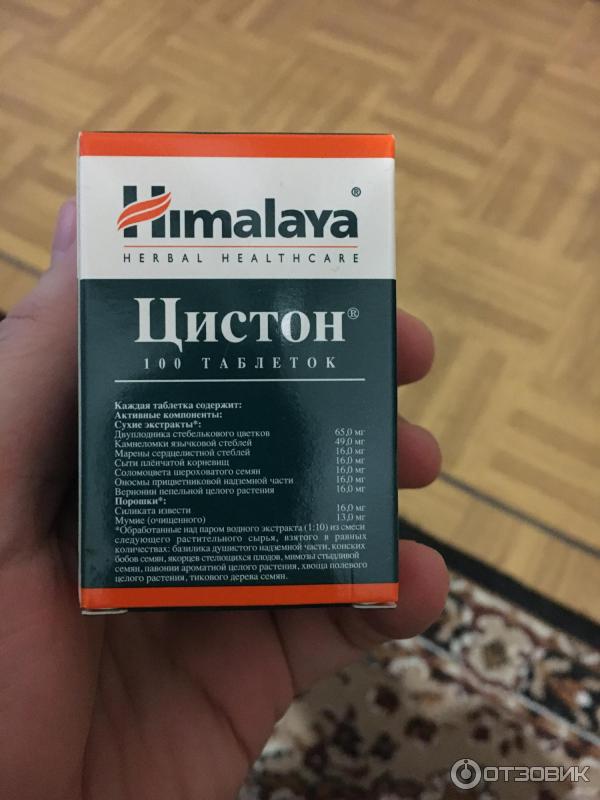 Himalaya®
HERBAL HEALTHCARE
Цистон®
100 ТАБЛЕТОК
Каждая таблетка содержит:
Активные компоненты:
Сухие экстракты*:
Двуплодника стебелькового цветков 65,0 мг
Камнеломки язычковой стеблей 49,0 мг
Марены сердцелистной стеблей 16,0 мг
Сыти плёнчатой корневищ 16,0 мг
Соломоцвета шероховатого семян 16,0 мг
Оносмы прицветниковой надземной части 16,0 мг
Вернонии пепельной целого растения 16,0 мг
Порошки*:
Силиката извести 16,0 мг
Мумие (очищенного) 13,0 мг
*Обработанные над паром водного экстракта (1:10) из смеси
следующего растительного сырья, взятого в равных
количествах: базилика душистого надземной части, конских
бобов семян, якорцев стелющихся плодов, мимозы стыдливой
семян, павонии ароматной целого растения, хвоща полевого
целого растения, тикового дерева семян.
ОТЗОВИК